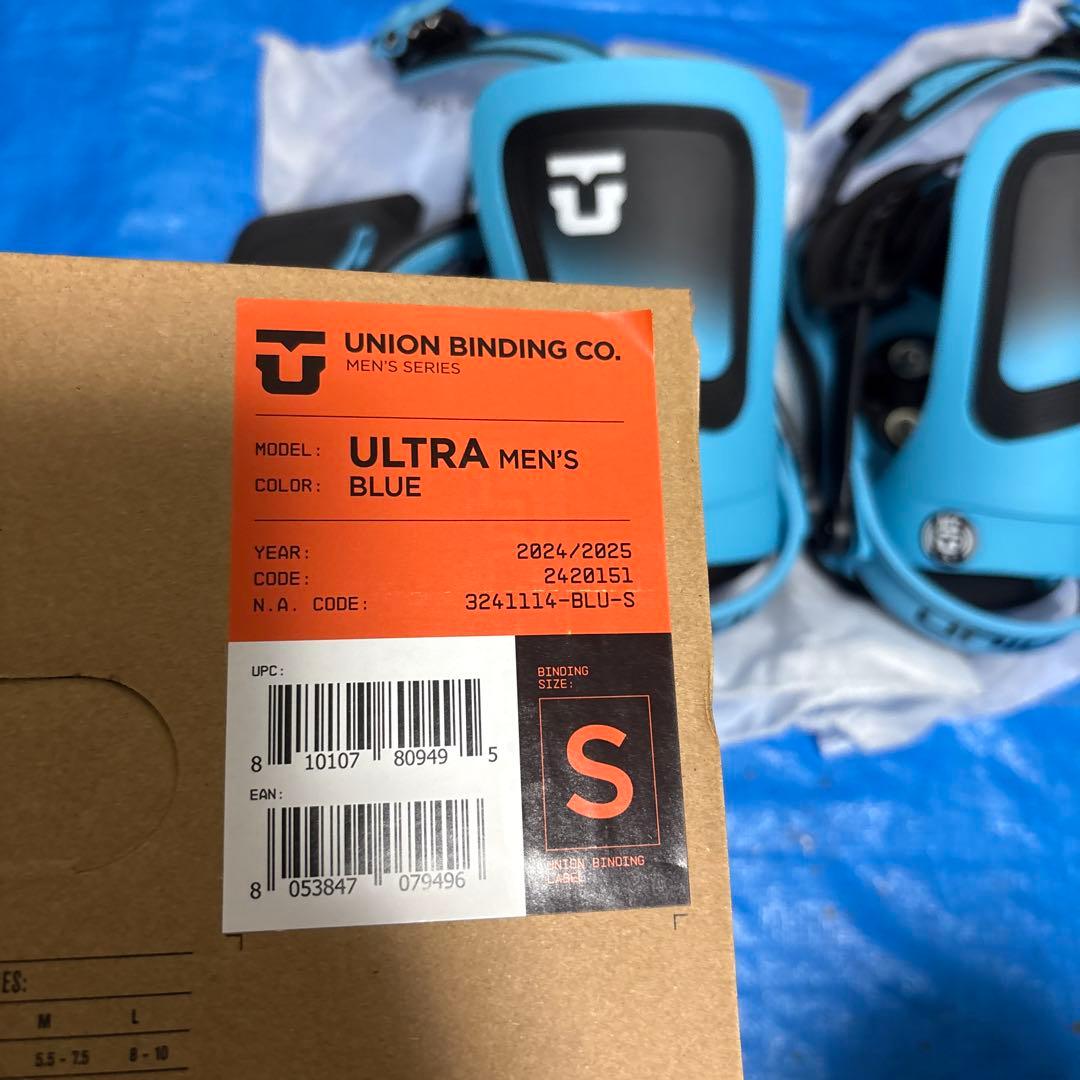 UNION BINDING CO.
MEN'S SERIES
MODEL: ULTRA MEN'S
COLOR: BLUE
YEAR: 2024/2025
CODE: 2420151
N.A. CODE: 3241114-BLU-S
UPC:
8 10107 80949 5
EAN:
8 053847 079496
BINDING
SIZE:
S
UNION BINDING
LABEL
ES:
M L
5.5 - 7.5 8 - 10